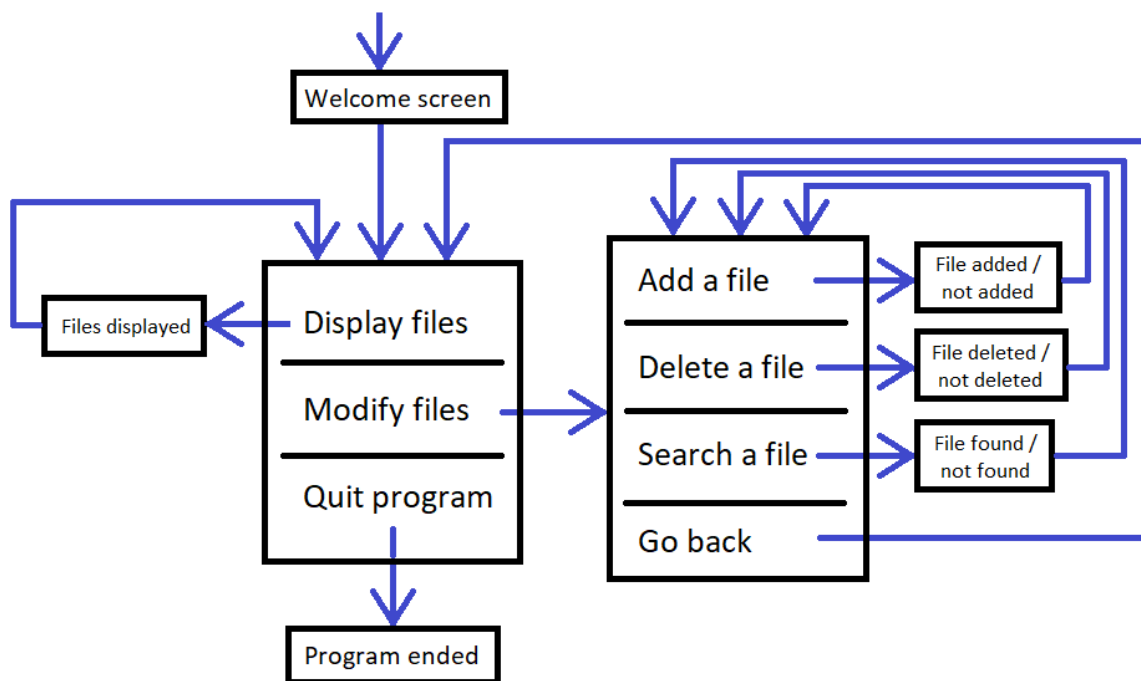 Welcome screen
Files displayed
Display files
Modify files
Quit program
Program ended
Add a file
Delete a file
Search a file
Go back
File added /
not added
File deleted /
not deleted
File found /
not found